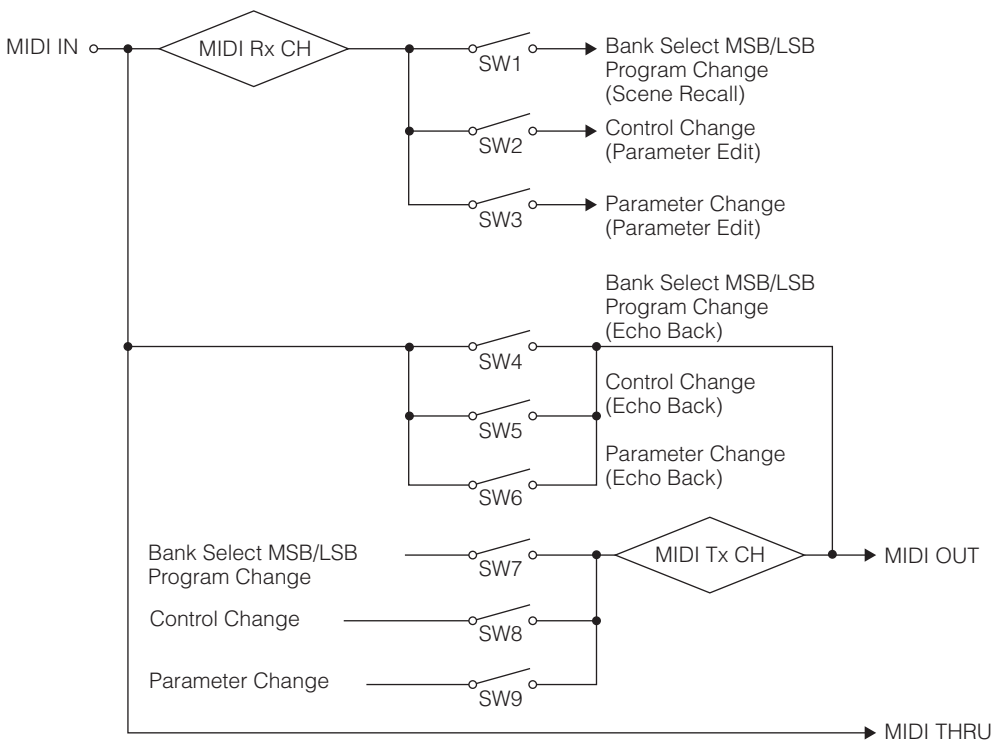 MIDI IN
MIDI Rx CH
SW1
Bank Select MSB/LSB
Program Change
(Scene Recall)
SW2
Control Change
(Parameter Edit)
SW3
Parameter Change
(Parameter Edit)
Bank Select MSB/LSB
Program Change
(Echo Back)
SW4
Control Change
(Echo Back)
SW5
Parameter Change
(Echo Back)
SW6
Bank Select MSB/LSB
Program Change
SW7
MIDI Tx CH
MIDI OUT
Control Change
SW8
Parameter Change
SW9
MIDI THRU